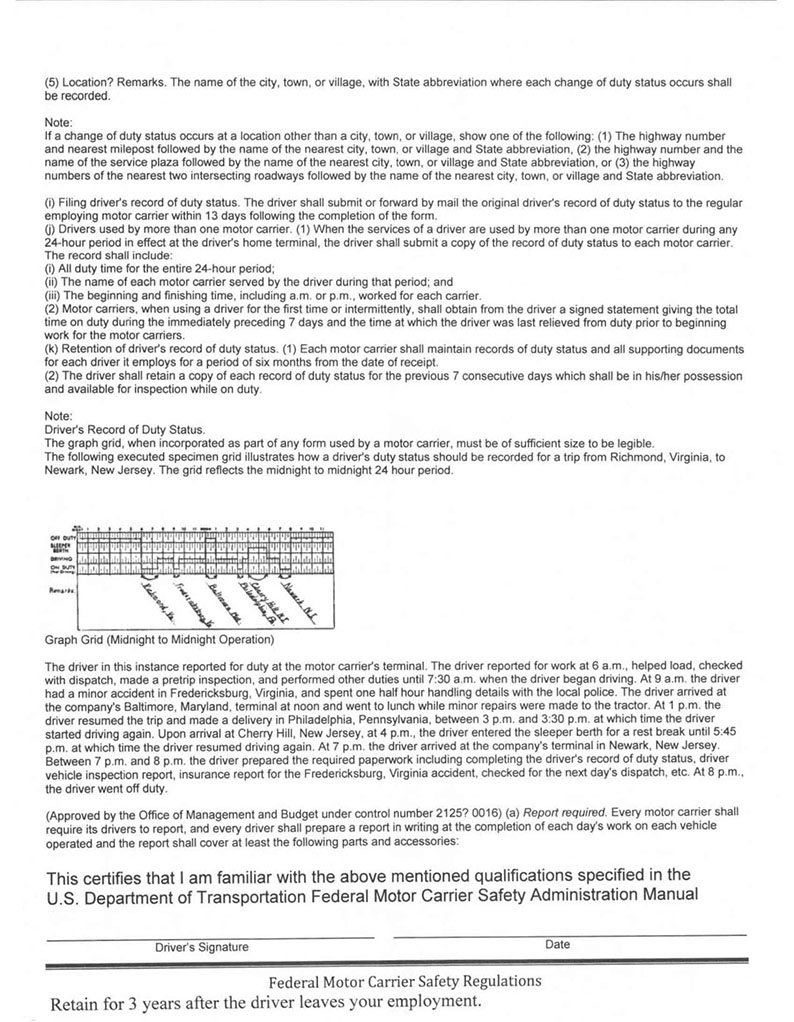 (5) Location? Remarks. The name of the city, town, or village, with State abbreviation where each change of duty status occurs shall
be recorded.
Note:
If a change of duty status occurs at a location other than a city, town, or village, show one of the following: (1) The highway number
and nearest milepost followed by the name of the nearest city, town, or village and State abbreviation, (2) the highway number and the
name of the service plaza followed by the name of the nearest city, town, or village and State abbreviation, or (3) the highway
numbers of the nearest two intersecting roadways followed by the name of the nearest city, town, or village and State abbreviation.
(i) Filing driver's record of duty status. The driver shall submit or forward by mail the original driver's record of duty status to the regular
employing motor carrier within 13 days following the completion of the form.
(j) Drivers used by more than one motor carrier. (1) When the services of a driver are used by more than one motor carrier during any
24-hour period in effect at the driver's home terminal, the driver shall submit a copy of the record of duty status to each motor carrier.
The record shall include:
(i) All duty time for the entire 24-hour period;
(ii) The name of each motor carrier served by the driver during that period; and
(iii) The beginning and finishing time, including a.m. or p.m., worked for each carrier.
(2) Motor carriers, when using a driver for the first time or intermittently, shall obtain from the driver a signed statement giving the total
time on duty during the immediately preceding 7 days and the time at which the driver was last relieved from duty prior to beginning
work for the motor carriers.
(k) Retention of driver's record of duty status. (1) Each motor carrier shall maintain records of duty status and all supporting documents
for each driver it employs for a period of six months from the date of receipt.
(2) The driver shall retain a copy of each record of duty status for the previous 7 consecutive days which shall be in his/her possession
and available for inspection while on duty.
Note:
Driver's Record of Duty Status.
The graph grid, when incorporated as part of any form used by a motor carrier, must be of sufficient size to be legible.
The following executed specimen grid illustrates how a driver's duty status should be recorded for a trip from Richmond, Virginia, to
Newark, New Jersey. The grid reflects the midnight to midnight 24 hour period.
OFF DUTY
SLEEPER
BERTH
DRIVING
ON DUTY
Remarks
Richmond, Va.
Baltimore Md.
Philadelphia, Pa.
Cherry Hill N.J.
Newark N.J.
Graph Grid (Midnight to Midnight Operation)
The driver in this instance reported for duty at the motor carrier's terminal. The driver reported for work at 6 a.m., helped load, checked
with dispatch, made a pretrip inspection, and performed other duties until 7:30 a.m. when the driver began driving. At 9 a.m. the driver
had a minor accident in Fredericksburg, Virginia, and spent one half hour handling details with the local police. The driver arrived at
the company's Baltimore, Maryland, terminal at noon and went to lunch while minor repairs were made to the tractor. At 1 p.m. the
driver resumed the trip and made a delivery in Philadelphia, Pennsylvania, between 3 p.m. and 3:30 p.m. at which time the driver
started driving again. Upon arrival at Cherry Hill, New Jersey, at 4 p.m., the driver entered the sleeper berth for a rest break until 5:45
p.m. at which time the driver resumed driving again. At 7 p.m. the driver arrived at the company's terminal in Newark, New Jersey.
Between 7 p.m. and 8 p.m. the driver prepared the required paperwork including completing the driver's record of duty status, driver
vehicle inspection report, insurance report for the Fredericksburg, Virginia accident, checked for the next day's dispatch, etc. At 8 p.m.,
the driver went off duty.
(Approved by the Office of Management and Budget under control number 2125? 0016) (a) Report required. Every motor carrier shall
require its drivers to report, and every driver shall prepare a report in writing at the completion of each day's work on each vehicle
operated and the report shall cover at least the following parts and accessories:
This certifies that I am familiar with the above mentioned qualifications specified in the
U.S. Department of Transportation Federal Motor Carrier Safety Administration Manual
Driver's Signature
Date
Federal Motor Carrier Safety Regulations
Retain for 3 years after the driver leaves your employment.